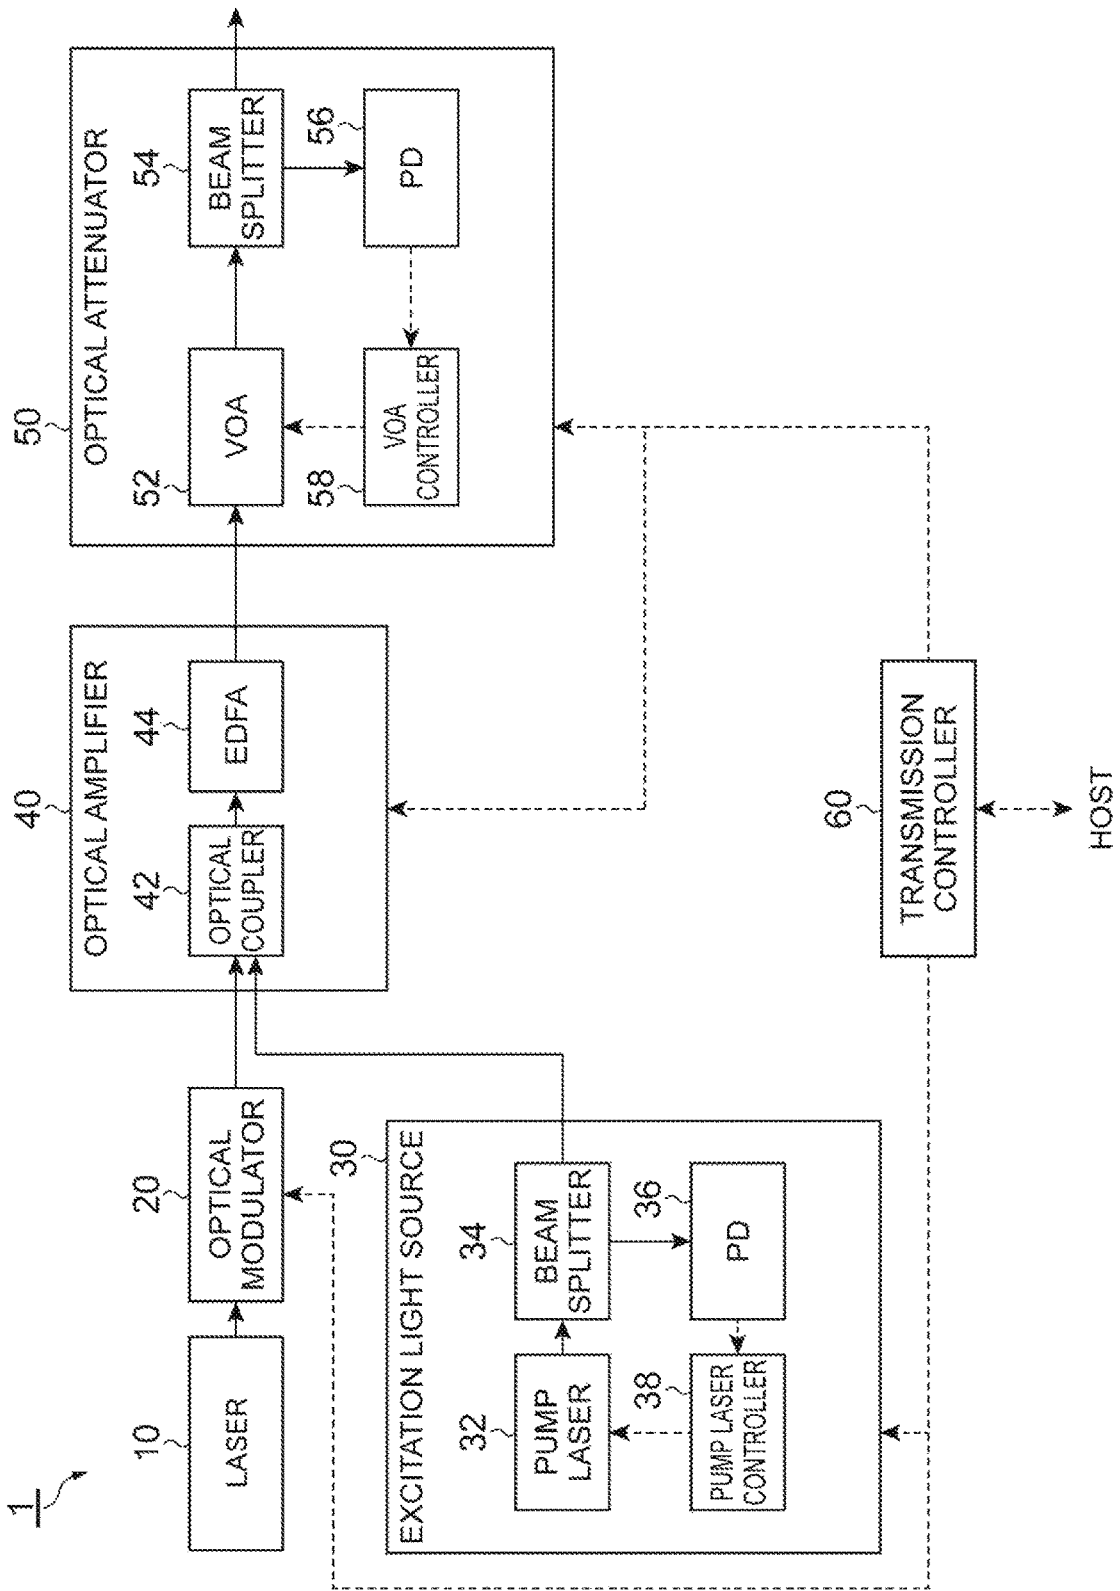 1
10
LASER
20
OPTICAL
MODULATOR
30
EXCITATION LIGHT SOURCE
32
PUMP
LASER
34
BEAM
SPLITTER
36
PD
38
PUMP LASER
CONTROLLER
40
OPTICAL AMPLIFIER
42
OPTICAL
COUPLER
44
EDFA
50
OPTICAL ATTENUATOR
52
VOA
54
BEAM
SPLITTER
56
PD
58
VOA
CONTROLLER
60
TRANSMISSION
CONTROLLER
HOST